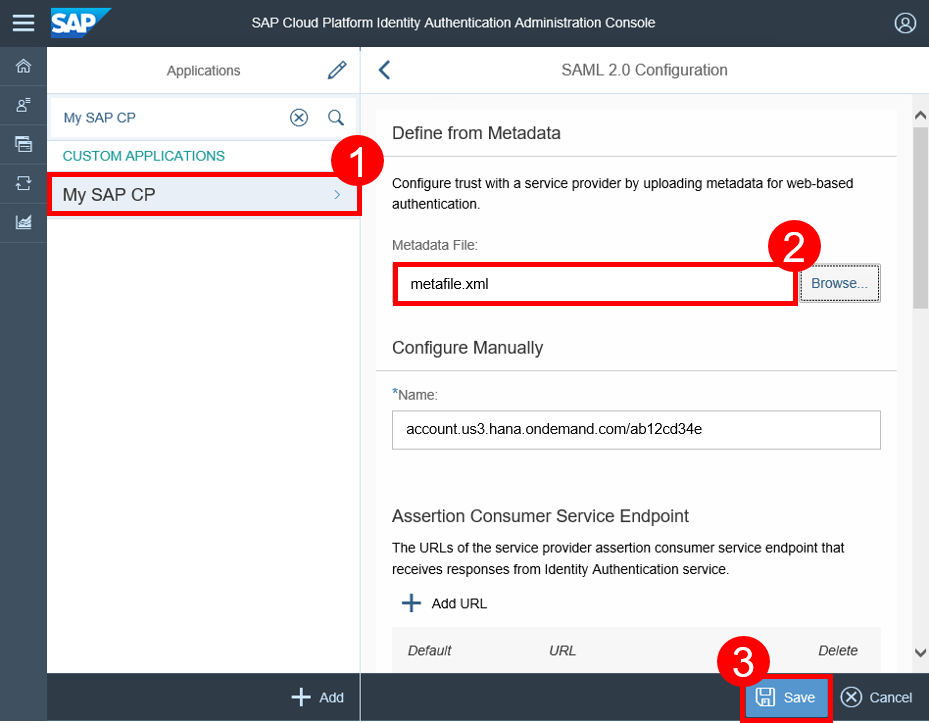 SAP
SAP Cloud Platform Identity Authentication Administration Console
Applications
SAML 2.0 Configuration
My SAP CP
CUSTOM APPLICATIONS
1
My SAP CP
Define from Metadata
Configure trust with a service provider by uploading metadata for web-based
authentication.
Metadata File:
2
metafile.xml
Browse...
Configure Manually
*Name:
account.us3.hana.ondemand.com/ab12cd34e
Assertion Consumer Service Endpoint
The URLs of the service provider assertion consumer service endpoint that
receives responses from Identity Authentication service.
Add URL
Default URL Delete
3
Add
Save
Cancel